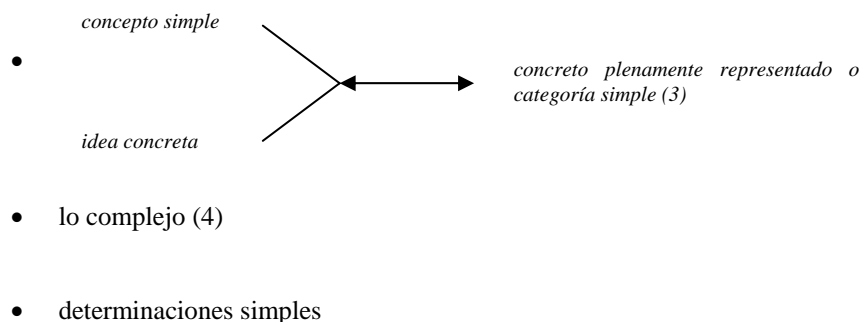 concepto simple
concreto plenamente representado o
categoría simple (3)
idea concreta
• lo complejo (4)
• determinaciones simples